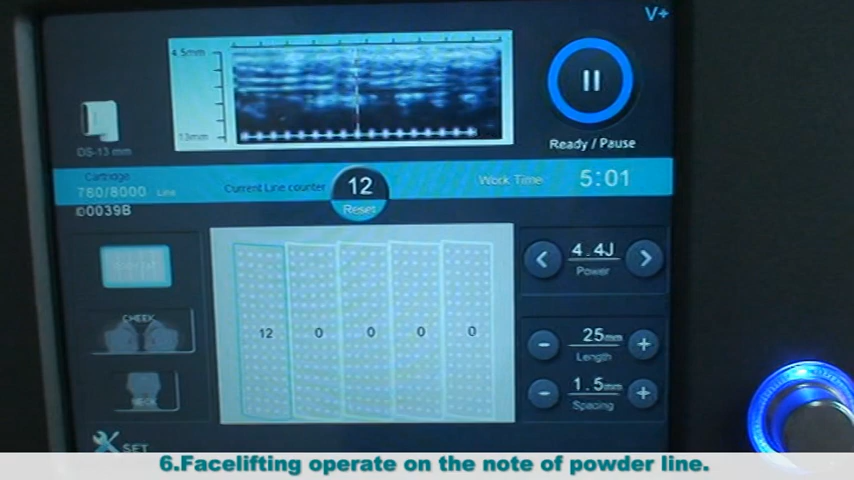 V+
4.5mm
13mm
DS-13 mm
Ready / Pause
Cartridge
780/8000 Line
00039B
Current Line counter
12
Reset
Work Time
5:01
4.4J
Power
CHEEK
12 0 0 0 0
25mm
Length
NECK
1.5mm
Spacing
SET
6.Facelifting operate on the note of powder line.